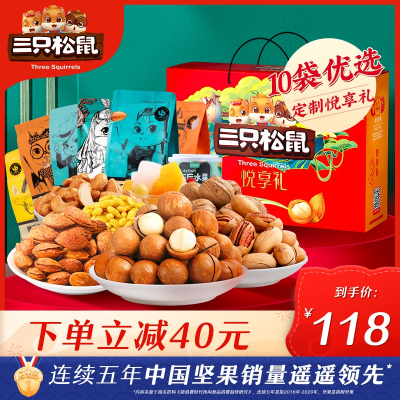 三只松鼠
Three Squirrels
10袋优选
定制悦享礼
三只松鼠
Three Squirrels
悦享礼
下单立减40元
到手价:
¥118
连续五年中国坚果销量遥遥领先*